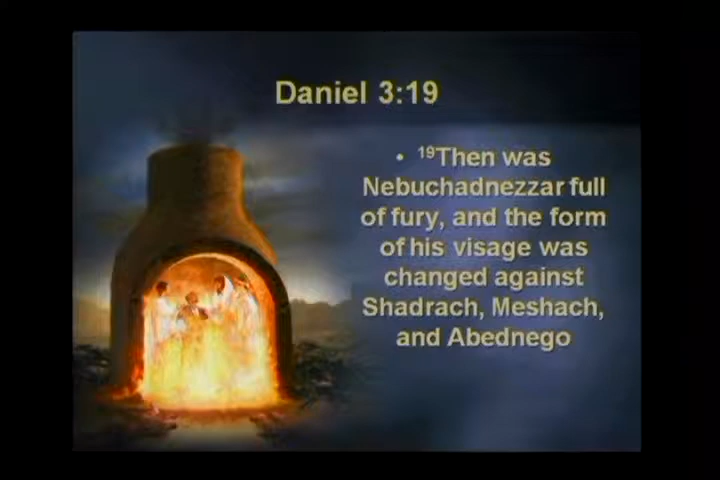 Daniel 3:19
• ¹⁹Then was
Nebuchadnezzar full
of fury, and the form
of his visage was
changed against
Shadrach, Meshach,
and Abednego